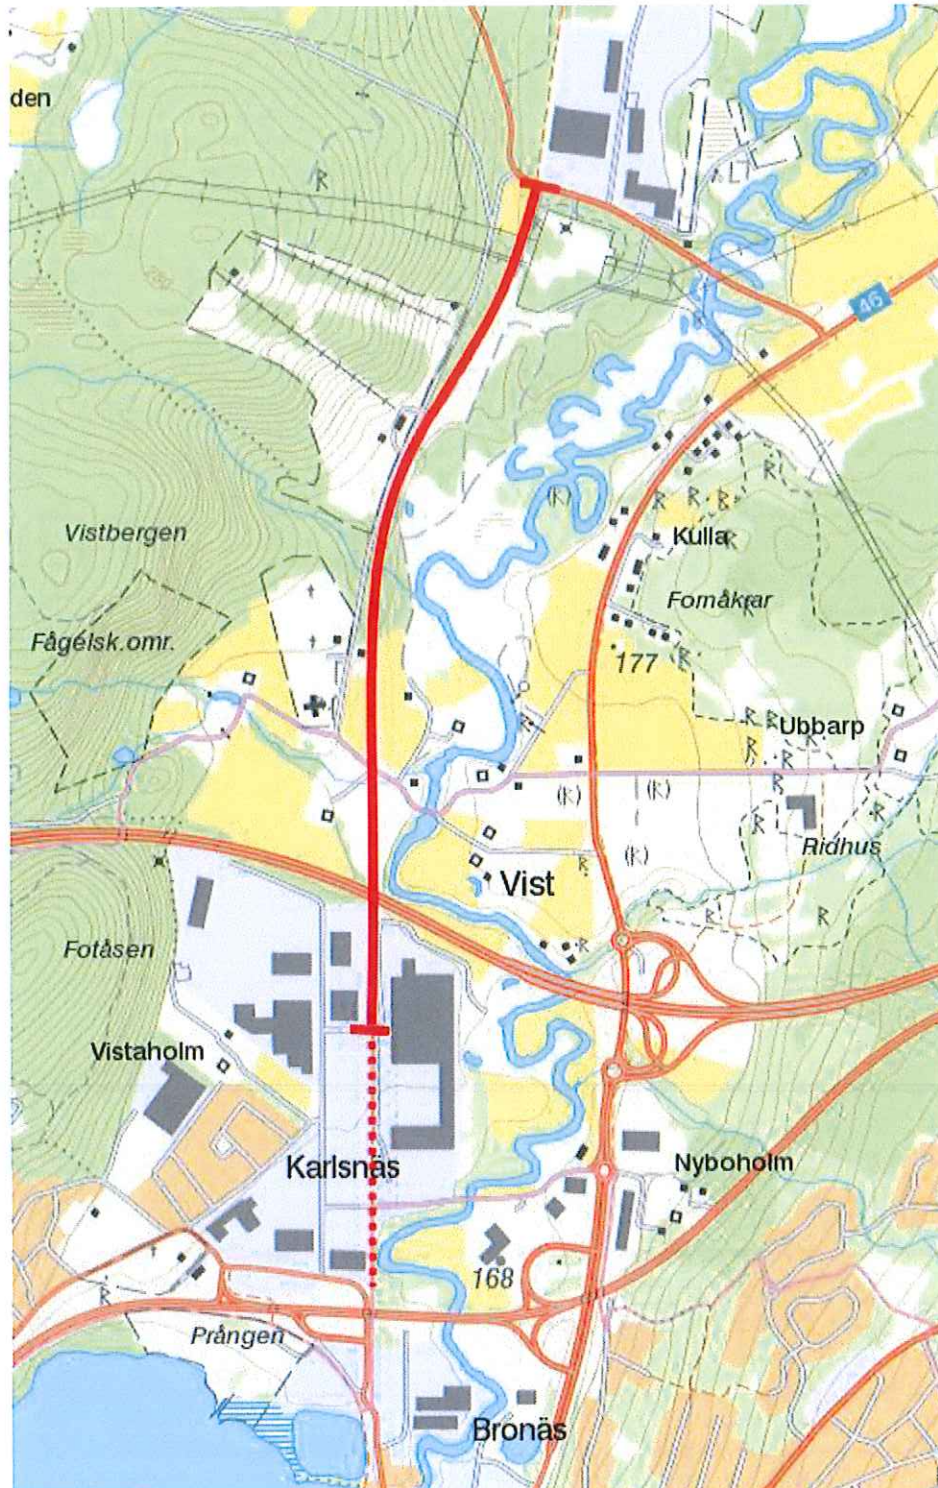 den
46
Vistbergen
Kulla
Fornåkrar
Fågelsk.omr.
177
Ubbarp
Ridhus
Vist
Fotåsen
Vistaholm
Karlsnäs
Nyboholm
168
Prången
Bronäs